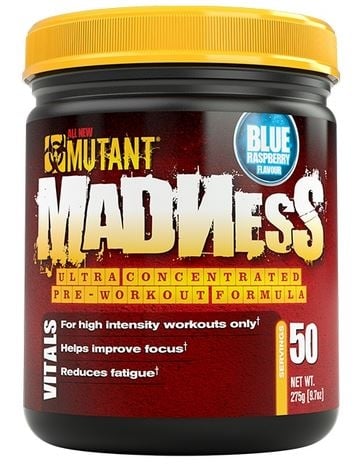 ALL NEW
MUTANT
BLUE
RASPBERRY
FLAVOUR
MADNESS
ULTRA CONCENTRATED
PRE-WORKOUT FORMULA
VITALS
For high intensity workouts only†
Helps improve focus†
Reduces fatigue†
SERVINGS
50
NET WT.
275g [9.7oz]